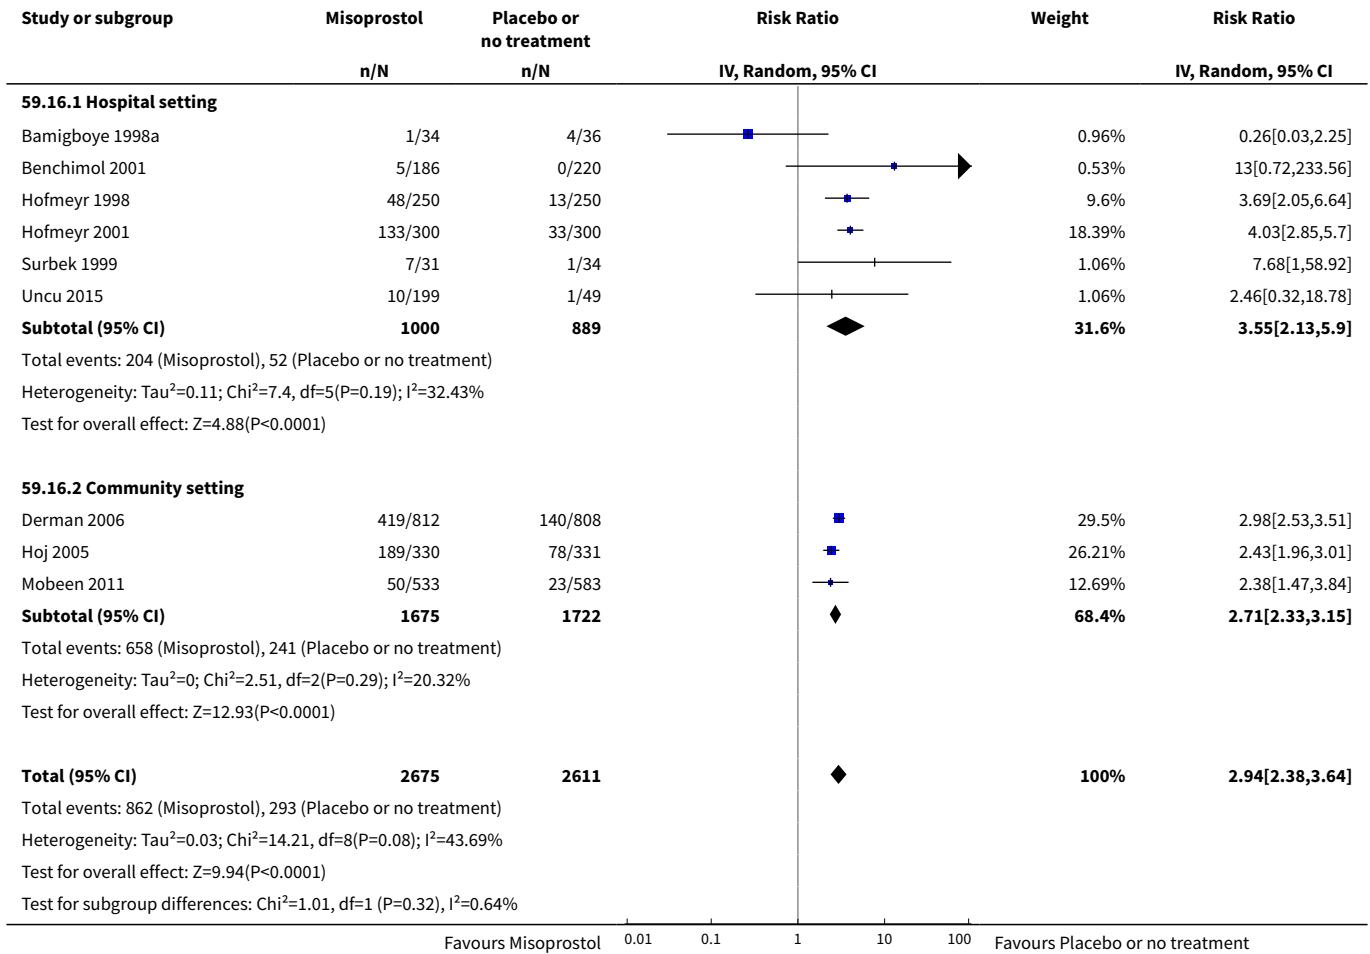 Study or subgroup Misoprostol Placebo or no treatment Risk Ratio Weight Risk Ratio
n/N n/N IV, Random, 95% CI IV, Random, 95% CI
59.16.1 Hospital setting
Bamigboye 1998a 1/34 4/36 0.96% 0.26[0.03,2.25]
Benchimol 2001 5/186 0/220 0.53% 13[0.72,233.56]
Hofmeyr 1998 48/250 13/250 9.6% 3.69[2.05,6.64]
Hofmeyr 2001 133/300 33/300 18.39% 4.03[2.85,5.7]
Surbek 1999 7/31 1/34 1.06% 7.68[1,58.92]
Uncu 2015 10/199 1/49 1.06% 2.46[0.32,18.78]
Subtotal (95% CI) 1000 889 31.6% 3.55[2.13,5.9]
Total events: 204 (Misoprostol), 52 (Placebo or no treatment)
Heterogeneity: Tau²=0.11; Chi²=7.4, df=5(P=0.19); I²=32.43%
Test for overall effect: Z=4.88(P<0.0001)
59.16.2 Community setting
Derman 2006 419/812 140/808 29.5% 2.98[2.53,3.51]
Hoj 2005 189/330 78/331 26.21% 2.43[1.96,3.01]
Mobeen 2011 50/533 23/583 12.69% 2.38[1.47,3.84]
Subtotal (95% CI) 1675 1722 68.4% 2.71[2.33,3.15]
Total events: 658 (Misoprostol), 241 (Placebo or no treatment)
Heterogeneity: Tau²=0; Chi²=2.51, df=2(P=0.29); I²=20.32%
Test for overall effect: Z=12.93(P<0.0001)
Total (95% CI) 2675 2611 100% 2.94[2.38,3.64]
Total events: 862 (Misoprostol), 293 (Placebo or no treatment)
Heterogeneity: Tau²=0.03; Chi²=14.21, df=8(P=0.08); I²=43.69%
Test for overall effect: Z=9.94(P<0.0001)
Test for subgroup differences: Chi²=1.01, df=1 (P=0.32), I²=0.64%
Favours Misoprostol 0.01 0.1 1 10 100 Favours Placebo or no treatment